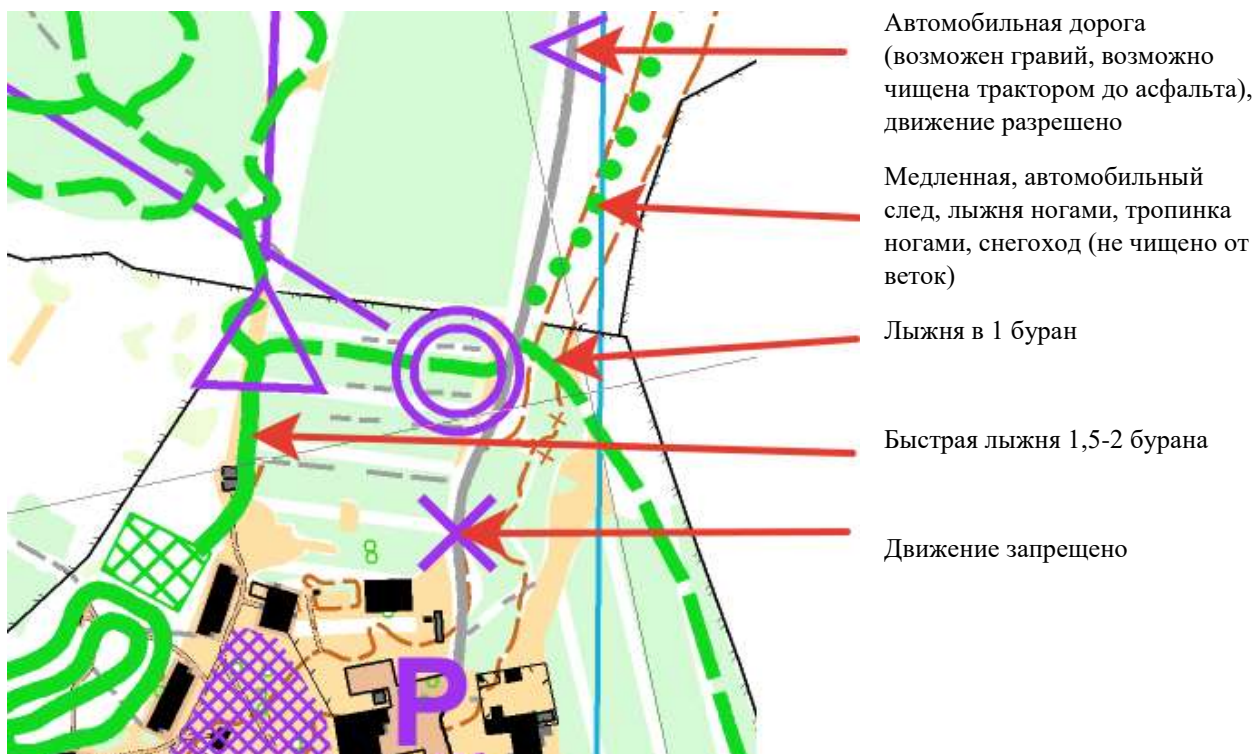 Автомобильная дорога
(возможен гравий, возможно
чищена трактором до асфальта),
движение разрешено
Медленная, автомобильный
след, лыжня ногами, тропинка
ногами, снегоход (не чищено от
веток)
Лыжня в 1 буран
Быстрая лыжня 1,5-2 бурана
Движение запрещено
P